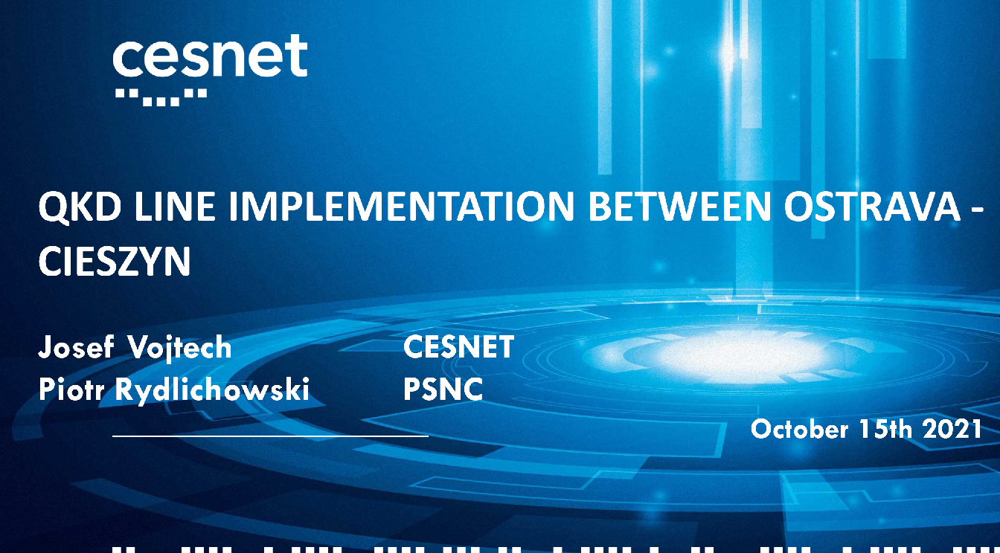 cesnet
QKD LINE IMPLEMENTATION BETWEEN OSTRAVA -
CIESZYN
Josef Vojtech CESNET
Piotr Rydlichowski PSNC
October 15th 2021